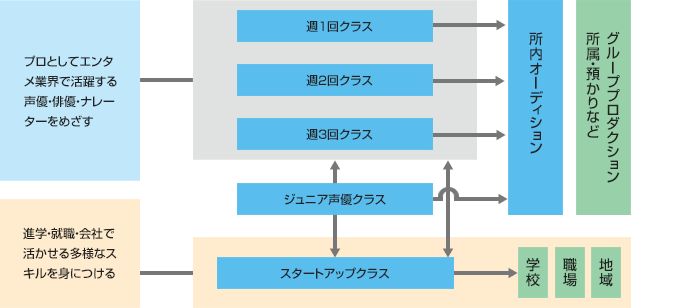 プロとしてエンタ
メ業界で活躍する
声優・俳優・ナレー
ターをめざす
週1回クラス
週2回クラス
週3回クラス
ジュニア声優クラス
所内オーディション
グループプロダクション
所属・預かりなど
進学・就職・会社で
活かせる多様なス
キルを身につける
スタートアップクラス
学校
職場
地域